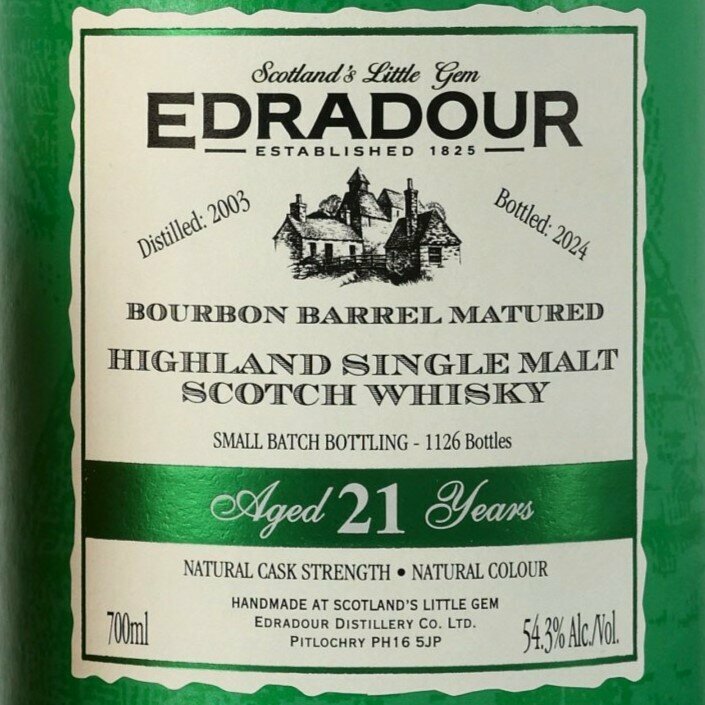 Scotland's Little Gem
EDRADOUR
ESTABLISHED 1825
Distilled: 2003
Bottled: 2024
BOURBON BARREL MATURED
HIGHLAND SINGLE MALT
SCOTCH WHISKY
SMALL BATCH BOTTLING - 1126 Bottles
Aged 21 Years
NATURAL CASK STRENGTH • NATURAL COLOUR
HANDMADE AT SCOTLAND'S LITTLE GEM
EDRADOUR DISTILLERY CO. LTD.
PITLOCHRY PH16 5JP
700ml
54.3% Alc./Vol.